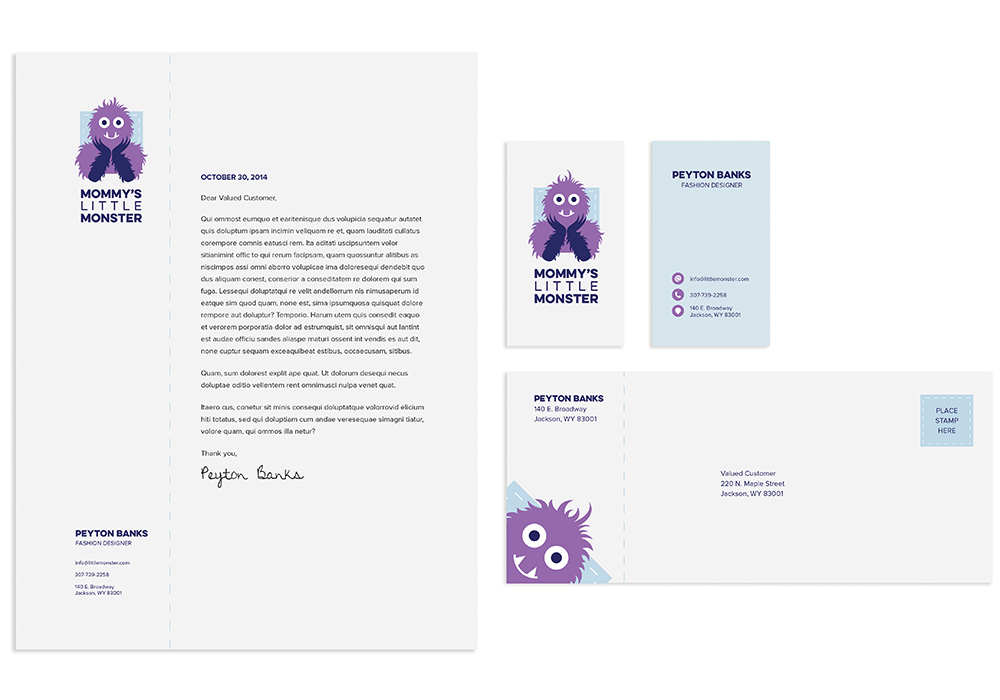 MOMMY'S
LITTLE
MONSTER
OCTOBER 30, 2014
Dear Valued Customer,
Qui ommost eumquo et earitenisque dus volupicia sequatur autatet
quis doluptum ipsam incimin veliquam re et, quam lauditati cullatus
corempore comnis eatusci rem. Ita aditati uscipsuntem volor
sitianimint offic to qui rerum facipsam, quam quossuntur alitibus as
niscimpos assi omni aborro volupicae ima doloresequi dendebit quo
dus aliquam conest, conserior a conseditatem re dolorem qui sum
fuga. Lessequi doluptatqui re velit andellorrum nis nimusaperum id
eatque sim quod quam, none est, sima ipsumquosa quisquat dolore
rempore aut doluptur? Temporio. Harum utem quis consedit eaquo
et verorem porporatia dolor ad estrumquist, sit omnisqui aut lantint
est audae officiu sandes aliaspe maturi ossent int vendis es aut dit,
none cuptur sequam exceaquibeat estibus, occaecusam, sitibus.
Quam, sum dolorest explit ape quat. Ut dolorum desequi necus
doluptae oditio vellentem rent omnimusci nulpa venet quat.
Itaero cus, conetur sit minis consequi doluptatque volorrovid elicium
hiti totatus, sed qui doluptiam cum andae veresequae simagni tiatur,
volore quam, qui ommos illa netur?
Thank you,
Peyton Banks
PEYTON BANKS
FASHION DESIGNER
info@littlemonster.com
307-739-2258
140 E. Broadway
Jackson, WY 83001
MOMMY'S
LITTLE
MONSTER
PEYTON BANKS
FASHION DESIGNER
info@littlemonster.com
307-739-2258
140 E. Broadway
Jackson, WY 83001
PEYTON BANKS
140 E. Broadway
Jackson, WY 83001
PLACE
STAMP
HERE
Valued Customer
220 N. Maple Street
Jackson, WY 83001